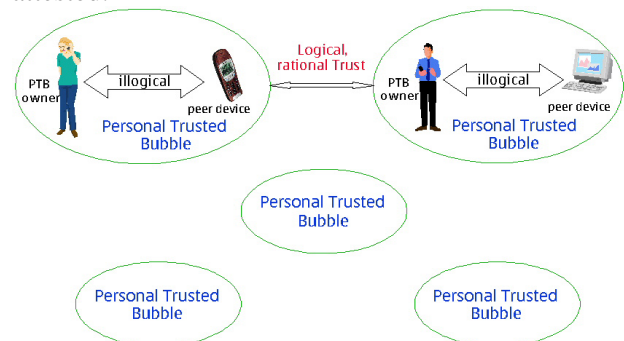 Logical,
rational Trust
PTB
owner
illogical
peer device
Personal Trusted
Bubble
PTB
owner
illogical
peer device
Personal Trusted
Bubble
Personal Trusted
Bubble
Personal Trusted
Bubble
Personal Trusted
Bubble